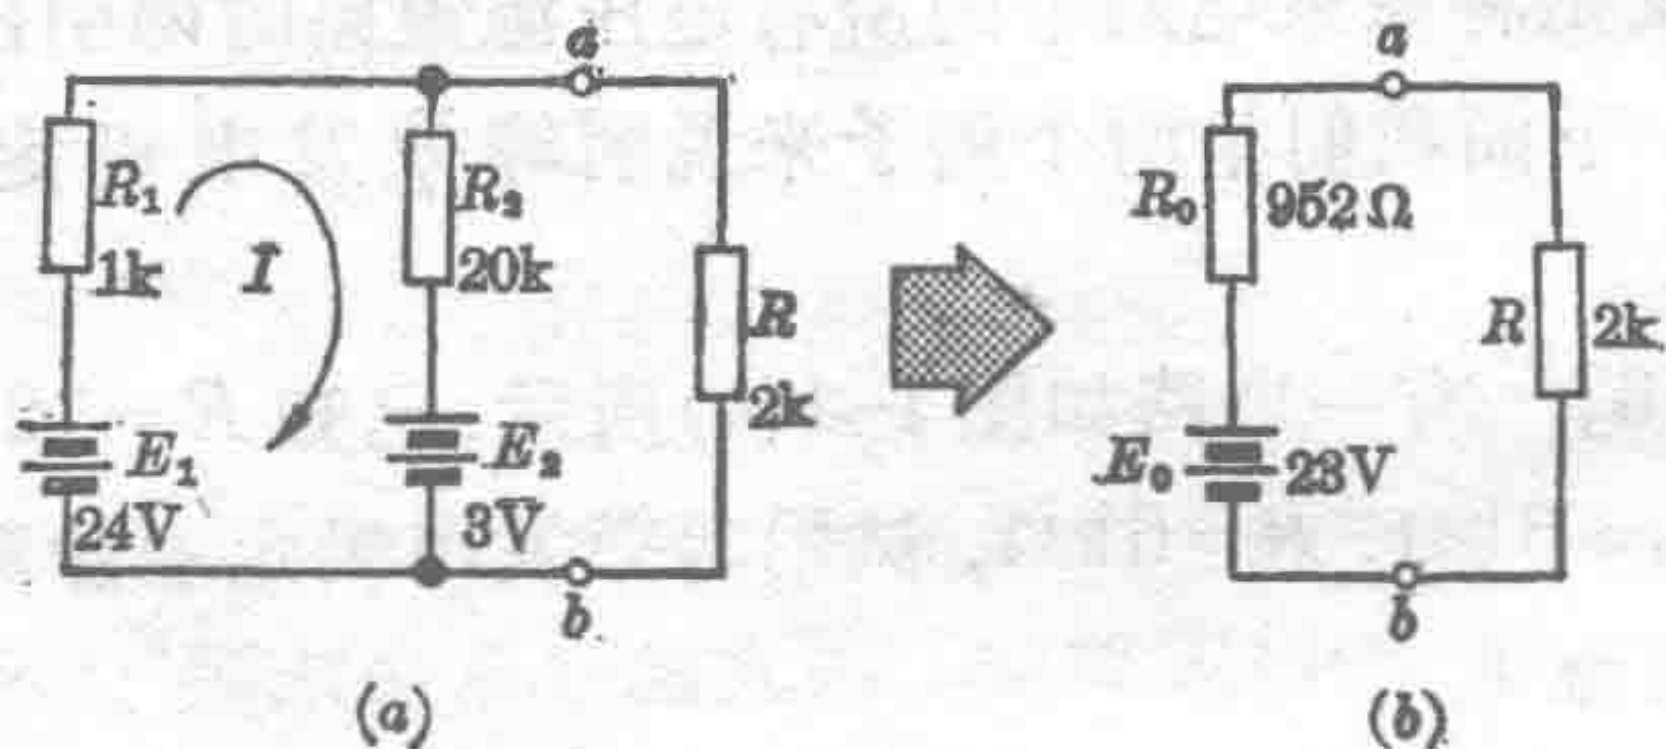 a
R₁
1k
I
R₂
20k
R
2k
E₁
24V
E₂
3V
b
(a)
a
R₀
952Ω
R
2k
E₀
23V
b
(b)